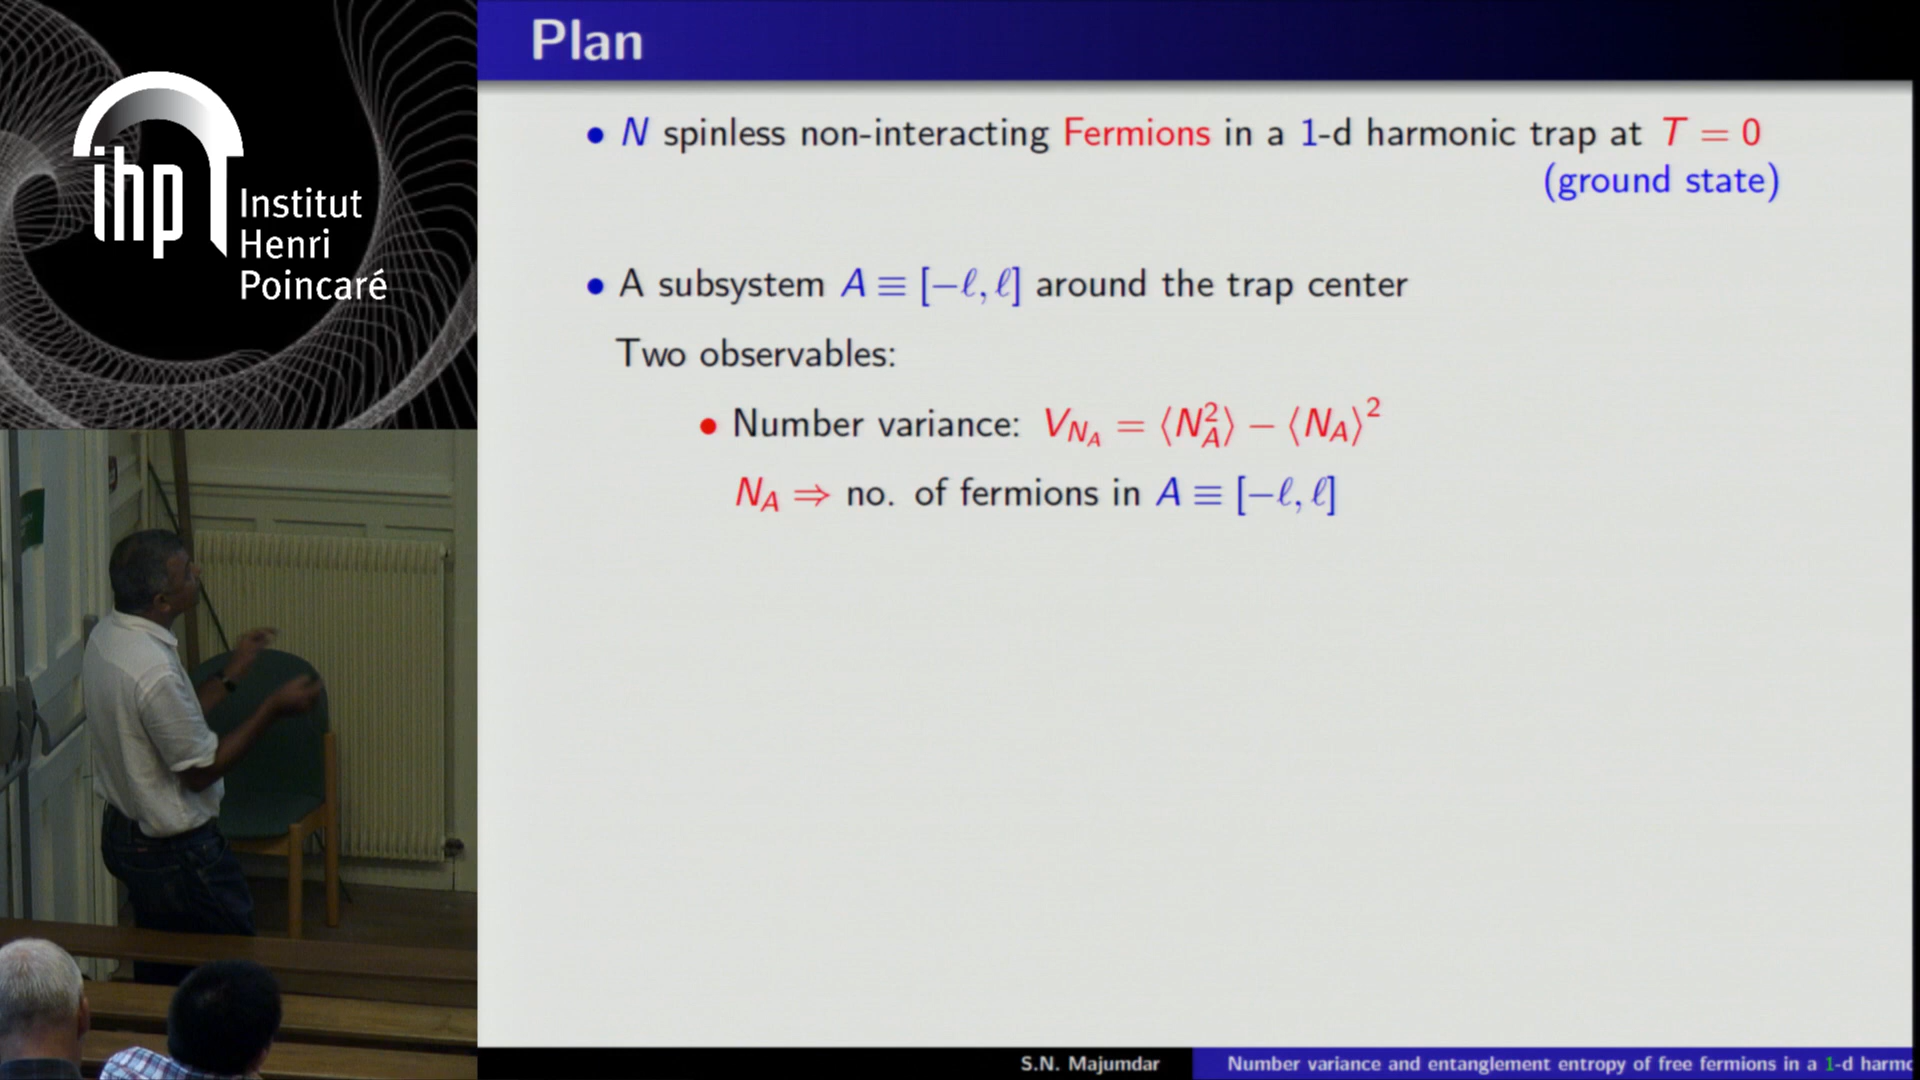 ihp
Institut
Henri
Poincaré
Plan
• N spinless non-interacting Fermions in a 1-d harmonic trap at T = 0
(ground state)
• A subsystem A ≡ [−ℓ, ℓ] around the trap center
Two observables:
• Number variance: V_{N_A} = ⟨N_A^2⟩ − ⟨N_A⟩^2
N_A ⇒ no. of fermions in A ≡ [−ℓ, ℓ]
S.N. Majumdar
Number variance and entanglement entropy of free fermions in a 1-d harmo